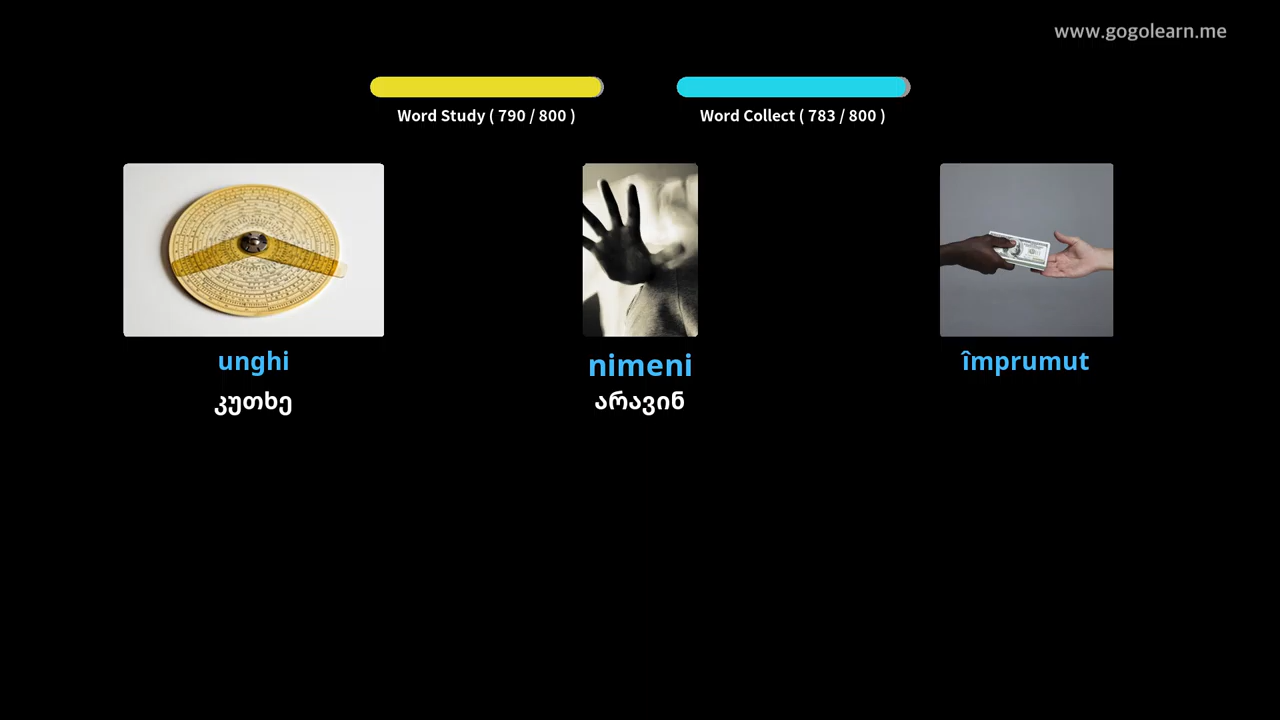 www.gogolearn.me
Word Study ( 790 / 800 )
Word Collect ( 783 / 800 )
unghi
nimeni
împrumut
კუთხე
არავინ